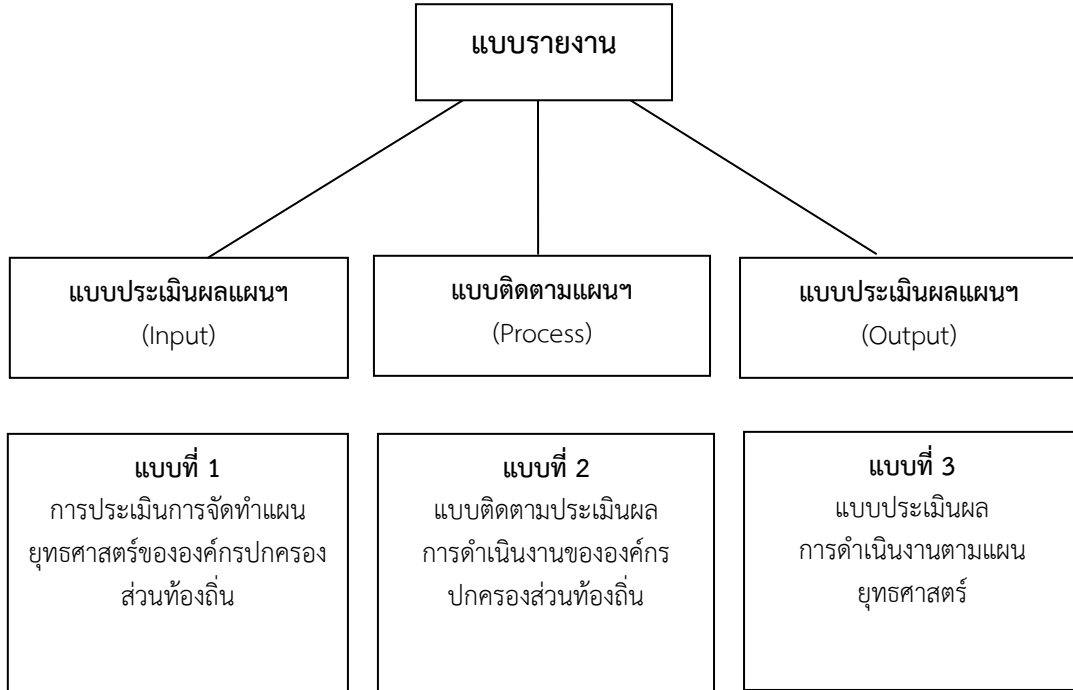 แบบรายงาน
แบบประเมินผลแผนฯ
(Input)
แบบติดตามแผนฯ
(Process)
แบบประเมินผลแผนฯ
(Output)
แบบที่ 1
การประเมินการจัดทำแผน
ยุทธศาสตร์ขององค์กรปกครอง
ส่วนท้องถิ่น
แบบที่ 2
แบบติดตามประเมินผล
การดำเนินงานขององค์กร
ปกครองส่วนท้องถิ่น
แบบที่ 3
แบบประเมินผล
การดำเนินงานตามแผน
ยุทธศาสตร์